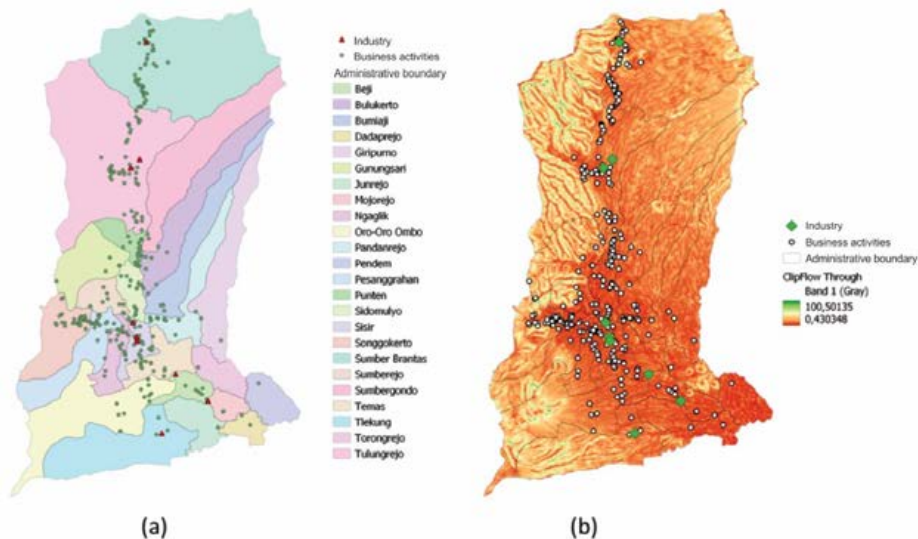 Industry
Business activities
Administrative boundary
Beji
Bulukerto
Bumiaji
Dadaprejo
Giripurno
Gunungsari
Junrejo
Mojorejo
Ngaglik
Oro-Oro Ombo
Pandanrejo
Pendem
Pesanggrahan
Punten
Sidomulyo
Sisir
Songgokerto
Sumber Brantas
Sumberejo
Sumbergondo
Temas
Tlekung
Torongrejo
Tulungrejo
(a)
Industry
Business activities
Administrative boundary
ClipFlow Through
Band 1 (Gray)
100,50135
0,430348
(b)